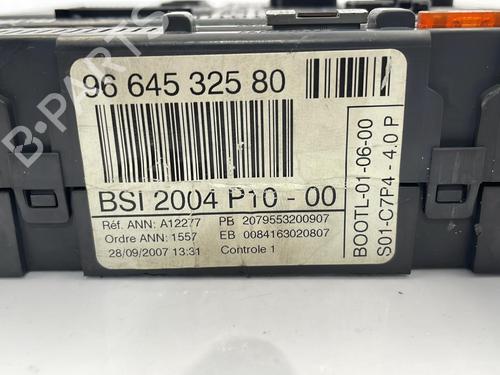 96 645 325 80
BSI 2004 P10 - 00
Réf. ANN: A12277 PB 2079553200907
Ordre ANN: 1557 EB 0084163020807
28/09/2007 13:31 Controle 1
BOOTL-01-06-00
S01-C7P4 - 4.0 P
B-PARTS